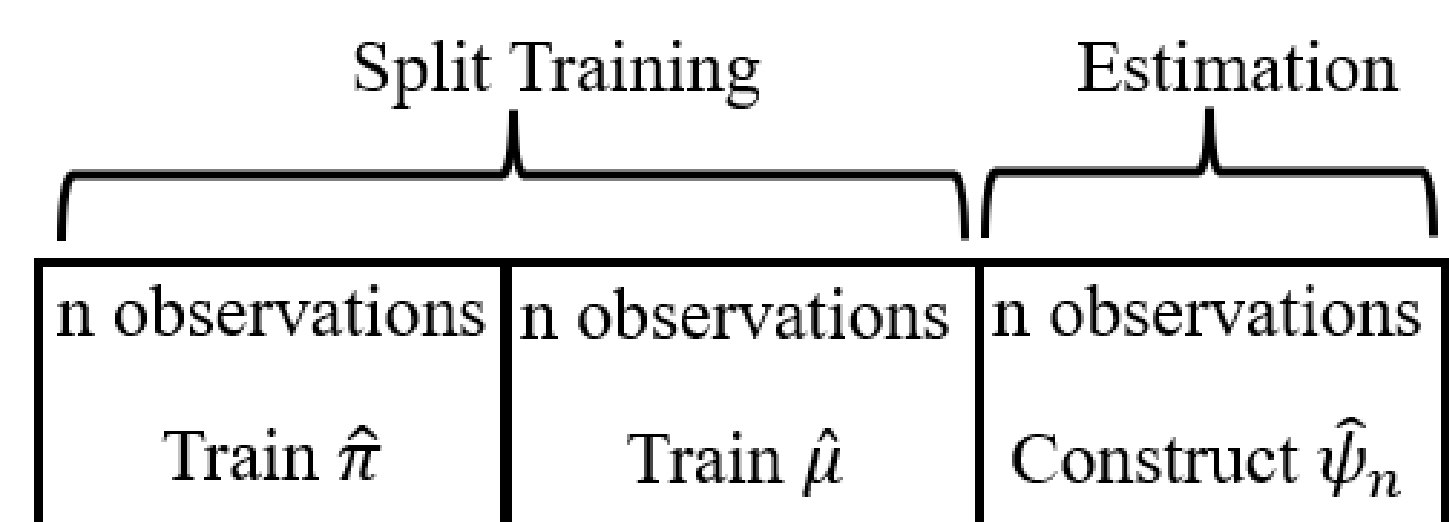 Split Training
Estimation
n observations
n observations
n observations
Train π̂
Train μ̂
Construct ψ̂ₙ